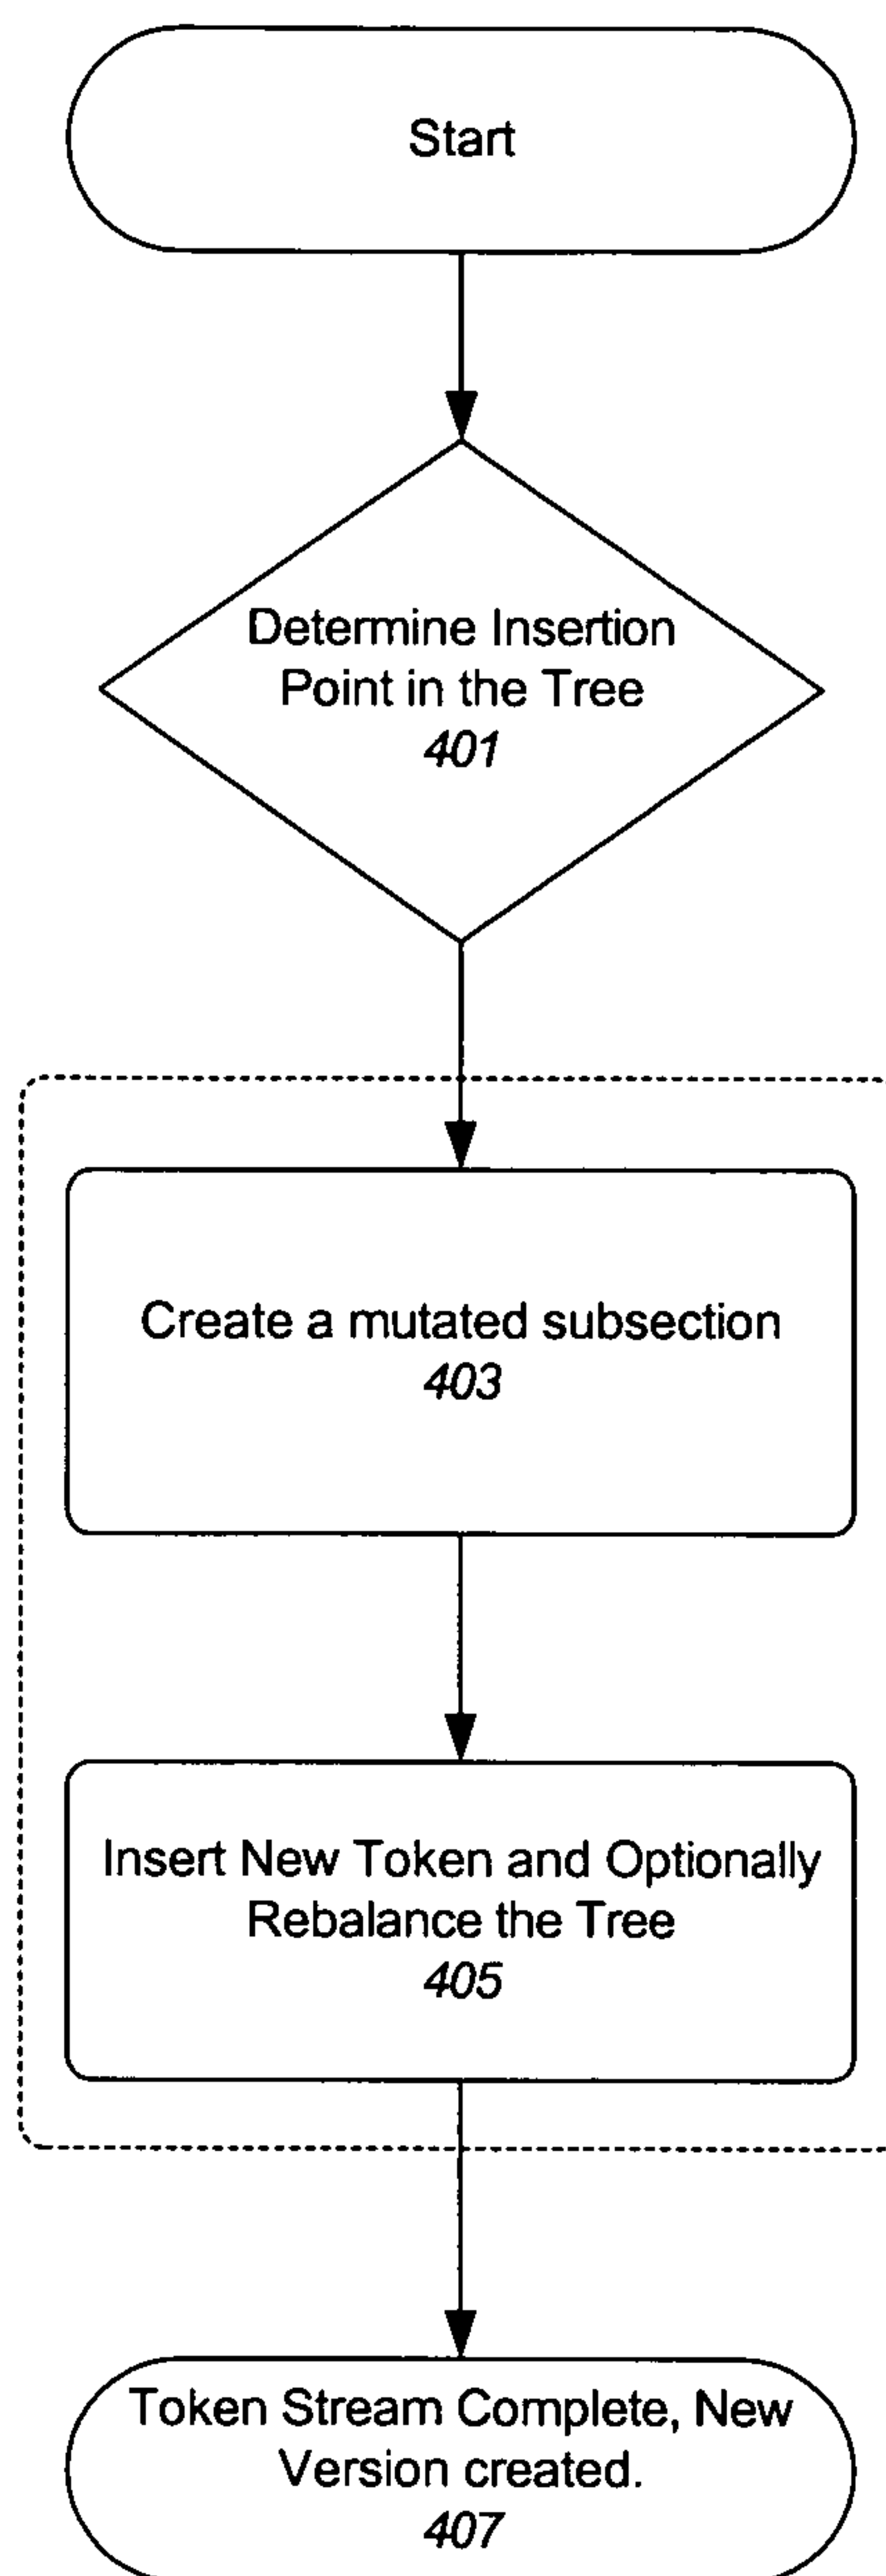 Start
Determine Insertion
Point in the Tree
401
Create a mutated subsection
403
Insert New Token and Optionally
Rebalance the Tree
405
Token Stream Complete, New
Version created.
407